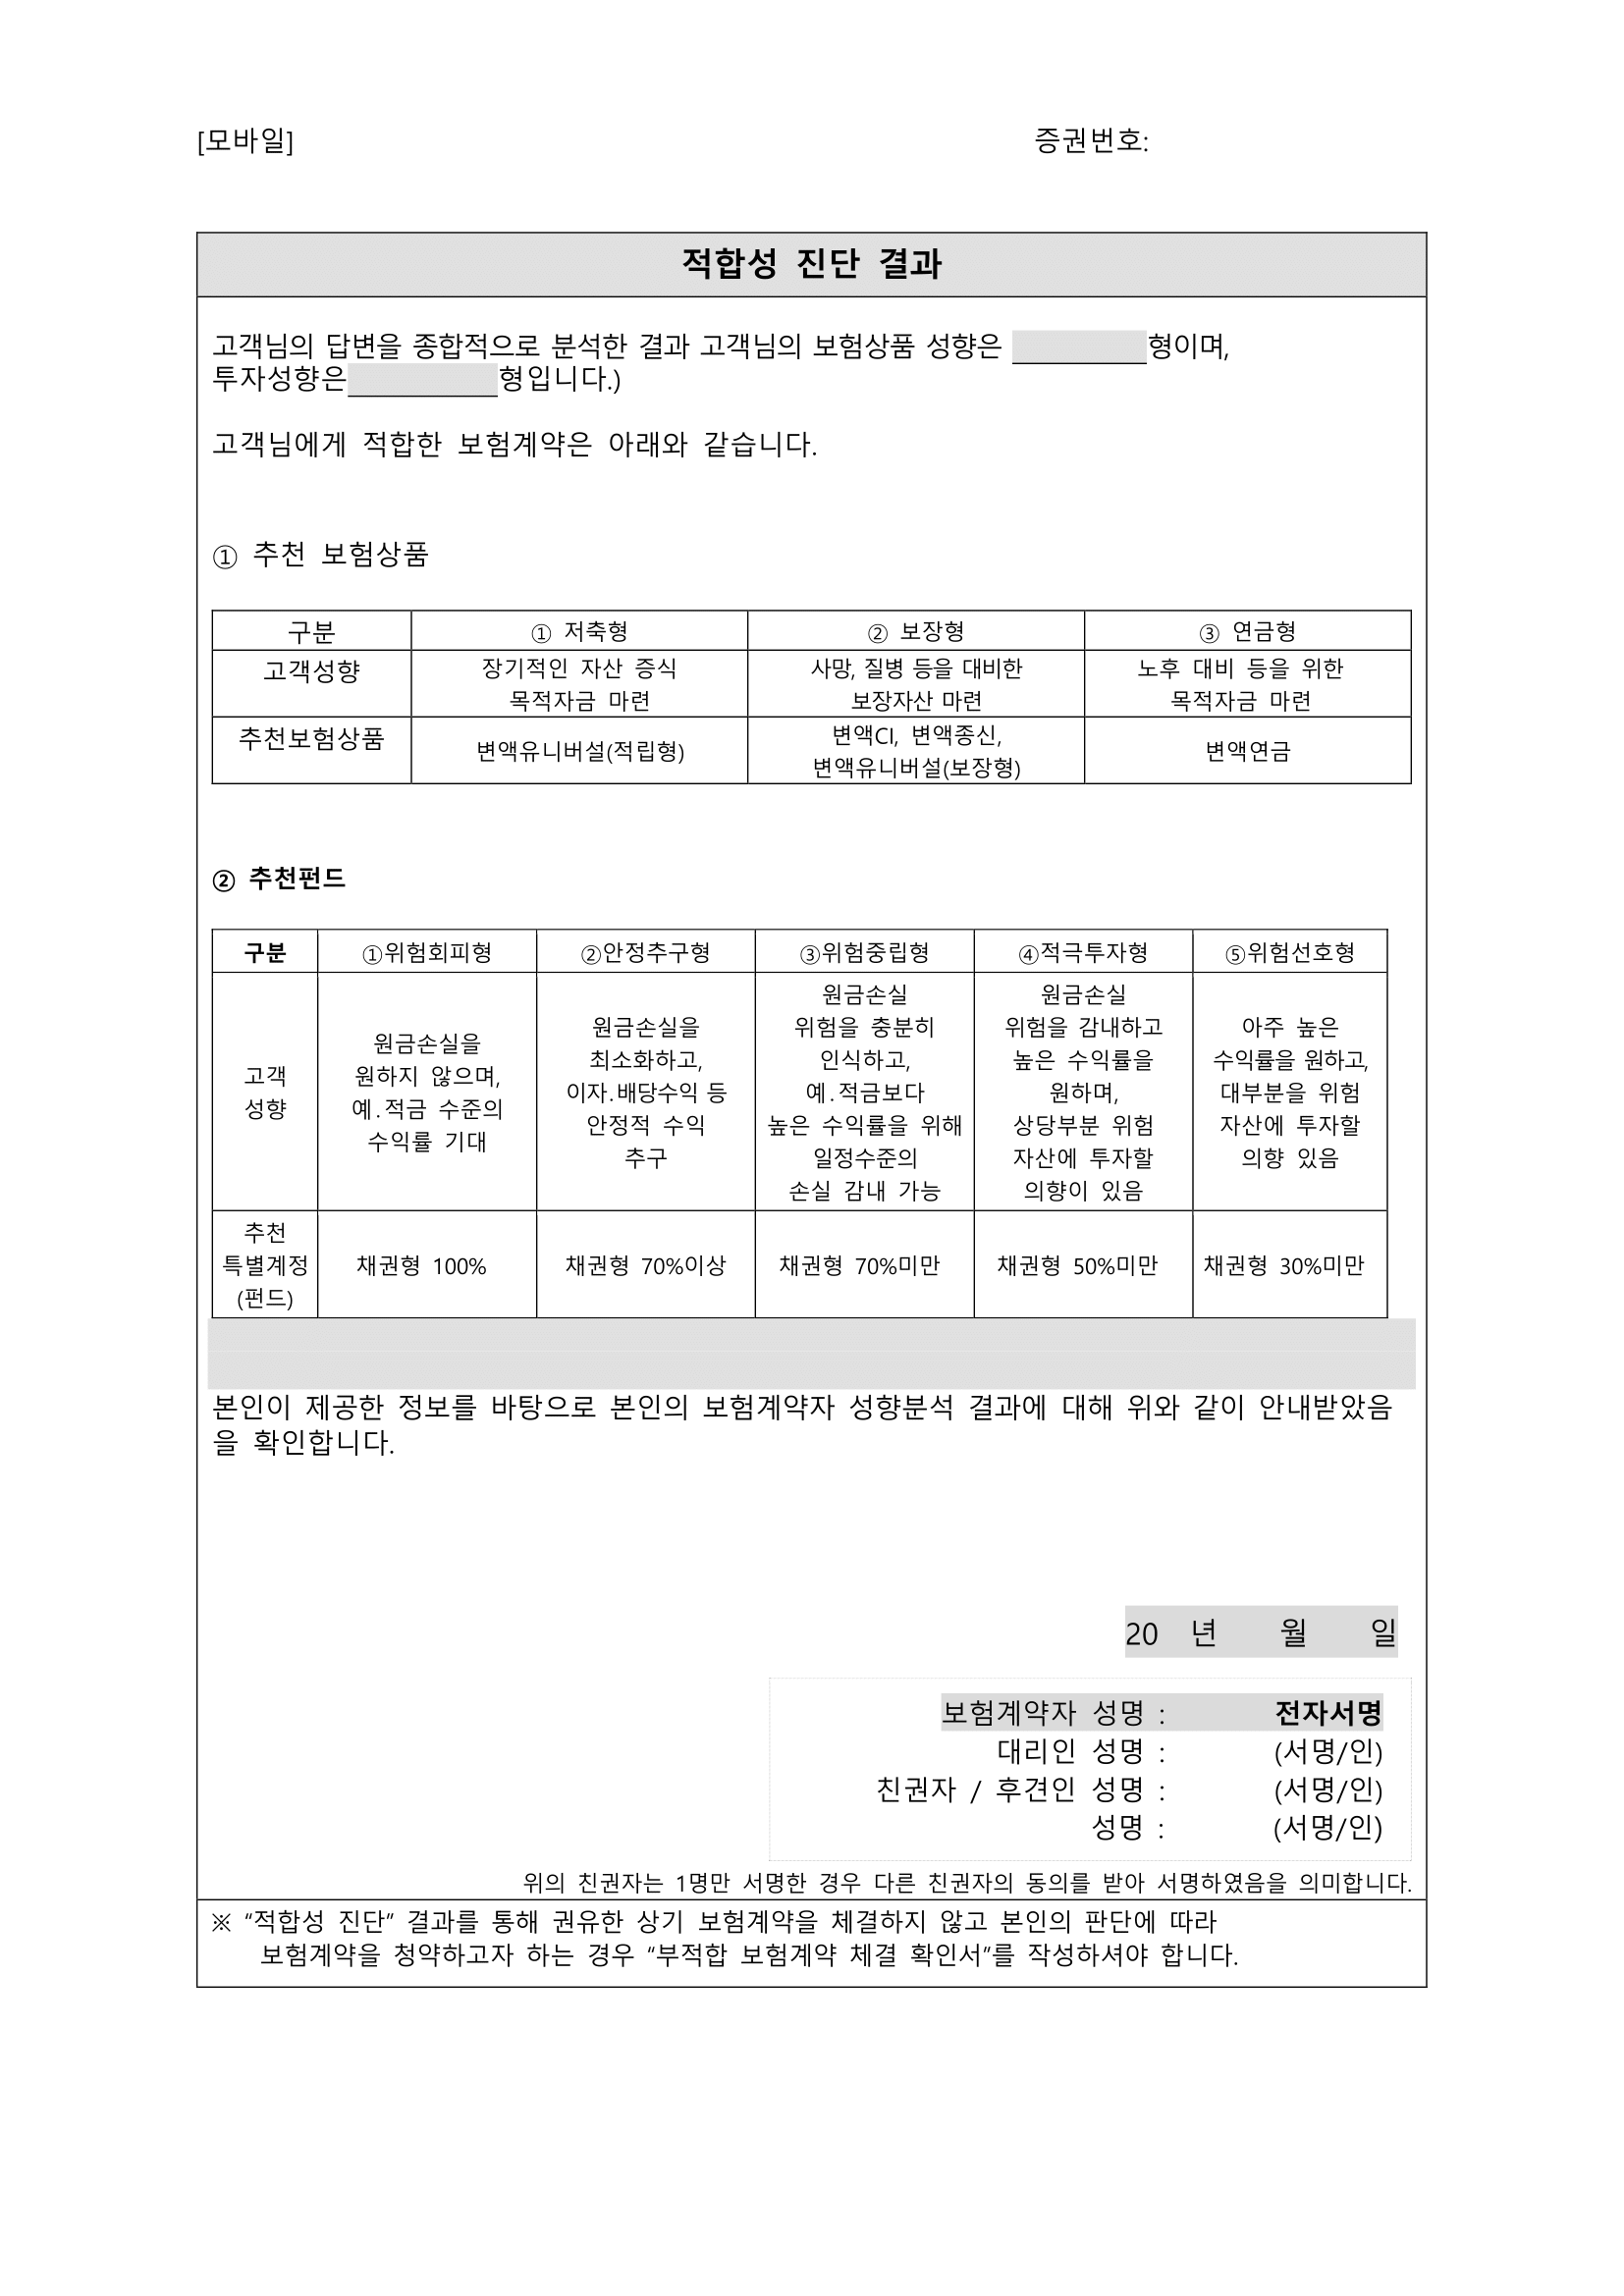 [모바일] 증권번호:
적합성 진단 결과
고객님의 답변을 종합적으로 분석한 결과 고객님의 보험상품 성향은 형이며,
투자성향은 형입니다.)
고객님에게 적합한 보험계약은 아래와 같습니다.
① 추천 보험상품
구분 ① 저축형 ② 보장형 ③ 연금형
고객성향 장기적인 자산 증식 사망, 질병 등을 대비한 노후 대비 등을 위한
목적자금 마련 보장자산 마련 목적자금 마련
추천보험상품 변액유니버설(적립형) 변액CI, 변액종신, 변액연금
변액유니버설(보장형)
② 추천펀드
구분 ①위험회피형 ②안정추구형 ③위험중립형 ④적극투자형 ⑤위험선호형
고객
성향
원금손실을
원하지 않으며,
예.적금 수준의
수익률 기대
원금손실을
최소화하고,
이자.배당수익 등
안정적 수익
추구
원금손실
위험을 충분히
인식하고,
예.적금보다
높은 수익률을 위해
일정수준의
손실 감내 가능
원금손실
위험을 감내하고
높은 수익률을
원하며,
상당부분 위험
자산에 투자할
의향이 있음
아주 높은
수익률을 원하고,
대부분을 위험
자산에 투자할
의향 있음
추천
특별계정
(펀드)
채권형 100% 채권형 70%이상 채권형 70%미만 채권형 50%미만 채권형 30%미만
본인이 제공한 정보를 바탕으로 본인의 보험계약자 성향분석 결과에 대해 위와 같이 안내받았음
을 확인합니다.
20 년 월 일
보험계약자 성명 : 전자서명
대리인 성명 : (서명/인)
친권자 / 후견인 성명 : (서명/인)
성명 : (서명/인)
위의 친권자는 1명만 서명한 경우 다른 친권자의 동의를 받아 서명하였음을 의미합니다.
※ “적합성 진단” 결과를 통해 권유한 상기 보험계약을 체결하지 않고 본인의 판단에 따라
보험계약을 청약하고자 하는 경우 “부적합 보험계약 체결 확인서”를 작성하셔야 합니다.